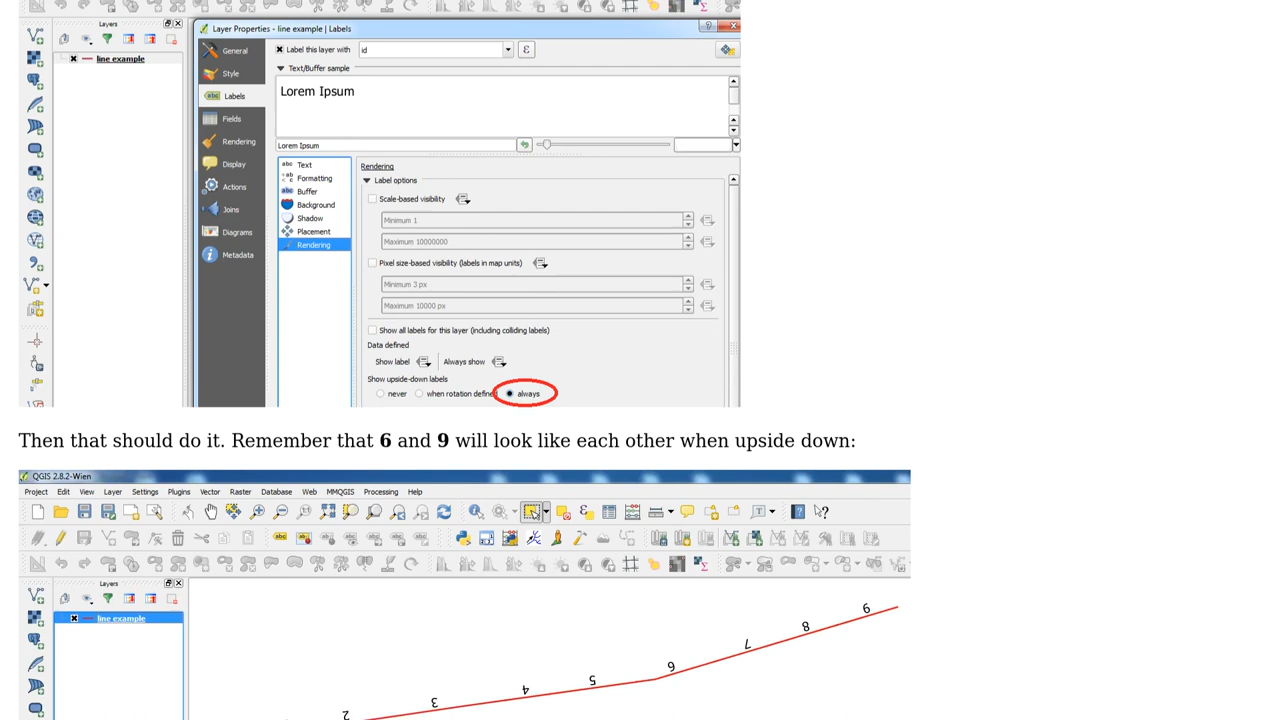 Layers
Layer Properties - line example | Labels
line example
General
Style
Labels
Fields
Rendering
Display
Actions
Joins
Diagrams
Metadata
Label this layer with id ε
Text/Buffer sample
Lorem Ipsum
Lorem Ipsum
Text
Formatting
Buffer
Background
Shadow
Placement
Rendering
Rendering
Label options
Scale-based visibility
Minimum 1
Maximum 10000000
Pixel size-based visibility (labels in map units)
Minimum 3 px
Maximum 10000 px
Show all labels for this layer (including colliding labels)
Data defined
Show label Always show
Show upside-down labels
never when rotation defined always
Then that should do it. Remember that 6 and 9 will look like each other when upside down:
QGIS 2.8.2-Wien
Project Edit View Layer Settings Plugins Vector Raster Database Web MMQGIS Processing Help
Layers
line example
2
3
4
5
6
7
8
9